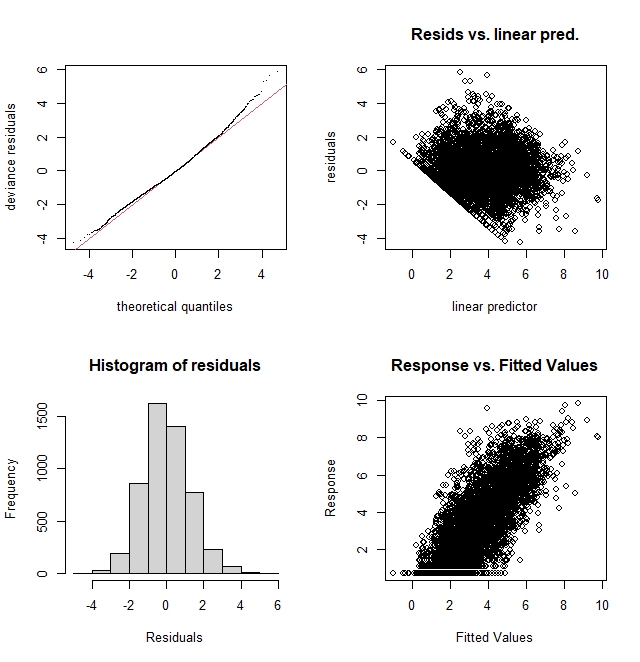 deviance residuals
6
4
2
0
-2
-4
-4 -2 0 2 4
theoretical quantiles
Resids vs. linear pred.
residuals
6
4
2
0
-2
-4
0 2 4 6 8 10
linear predictor
Histogram of residuals
Frequency
1500
1000
500
0
-4 -2 0 2 4 6
Residuals
Response vs. Fitted Values
Response
10
8
6
4
2
0 2 4 6 8 10
Fitted Values